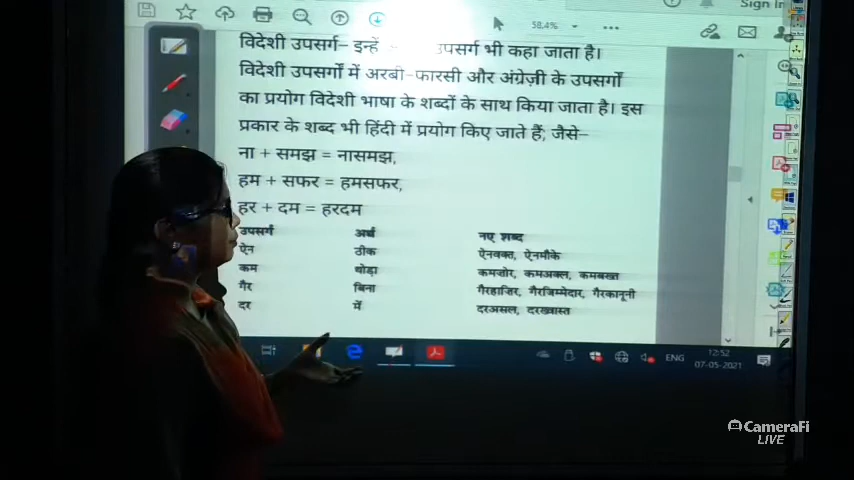 Sign In
58.4%
विदेशी उपसर्ग– इन्हें उपसर्ग भी कहा जाता है।
विदेशी उपसर्गों में अरबी-फारसी और अंग्रेज़ी के उपसर्गों
का प्रयोग विदेशी भाषा के शब्दों के साथ किया जाता है। इस
प्रकार के शब्द भी हिंदी में प्रयोग किए जाते हैं, जैसे–
ना + समझ = नासमझ,
हम + सफर = हमसफर,
हर + दम = हरदम
उपसर्ग अर्थ नए शब्द
ऐन ठीक ऐनवक्त, ऐनमौके
कम थोड़ा कमजोर, कमअक्ल, कमबख्त
गैर बिना गैरहाजिर, गैरजिम्मेदार, गैरकानूनी
दर में दरअसल, दरख्वास्त
ENG 12:52
07-05-2021
CameraFi
LIVE